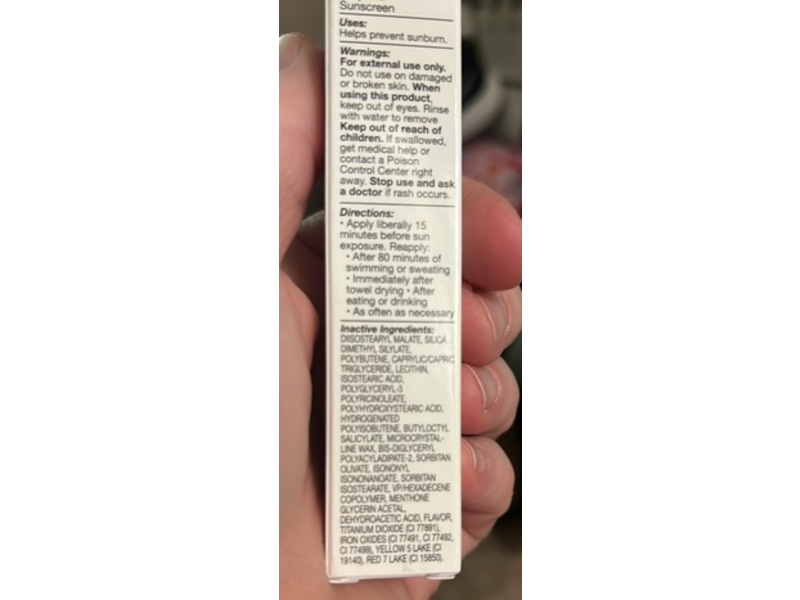 Sunscreen
Uses:
Helps prevent sunburn.
Warnings:
For external use only.
Do not use on damaged
or broken skin. When
using this product,
keep out of eyes. Rinse
with water to remove
Keep out of reach of
children. If swallowed,
get medical help or
contact a Poison
Control Center right
away. Stop use and ask
a doctor if rash occurs.
Directions:
• Apply liberally 15
minutes before sun
exposure. Reapply:
• After 80 minutes of
swimming or sweating
• Immediately after
towel drying • After
eating or drinking
• As often as necessary
Inactive Ingredients:
DIISOSTEARYL MALATE, SILICA
DIMETHYL SILYLATE,
POLYBUTENE, CAPRYLIC/CAPRIC
TRIGLYCERIDE, LECITHIN,
ISOSTEARIC ACID,
POLYGLYCERYL-3
POLYRICINOLEATE,
POLYHYDROXYSTEARIC ACID,
HYDROGENATED
POLYISOBUTENE, BUTYLOCTYL
SALICYLATE, MICROCRYSTAL-
LINE WAX, BIS-DIGLYCERYL
POLYACYLADIPATE-2, SORBITAN
OLIVATE, ISONONYL
ISONONANOATE, SORBITAN
ISOSTEARATE, VP/HEXADECENE
COPOLYMER, MENTHONE
GLYCERIN ACETAL,
DEHYDROACETIC ACID, FLAVOR,
TITANIUM DIOXIDE (CI 77891),
IRON OXIDES (CI 77491, CI 77492,
CI 77499), YELLOW 5 LAKE (CI
19140), RED 7 LAKE (CI 15850).